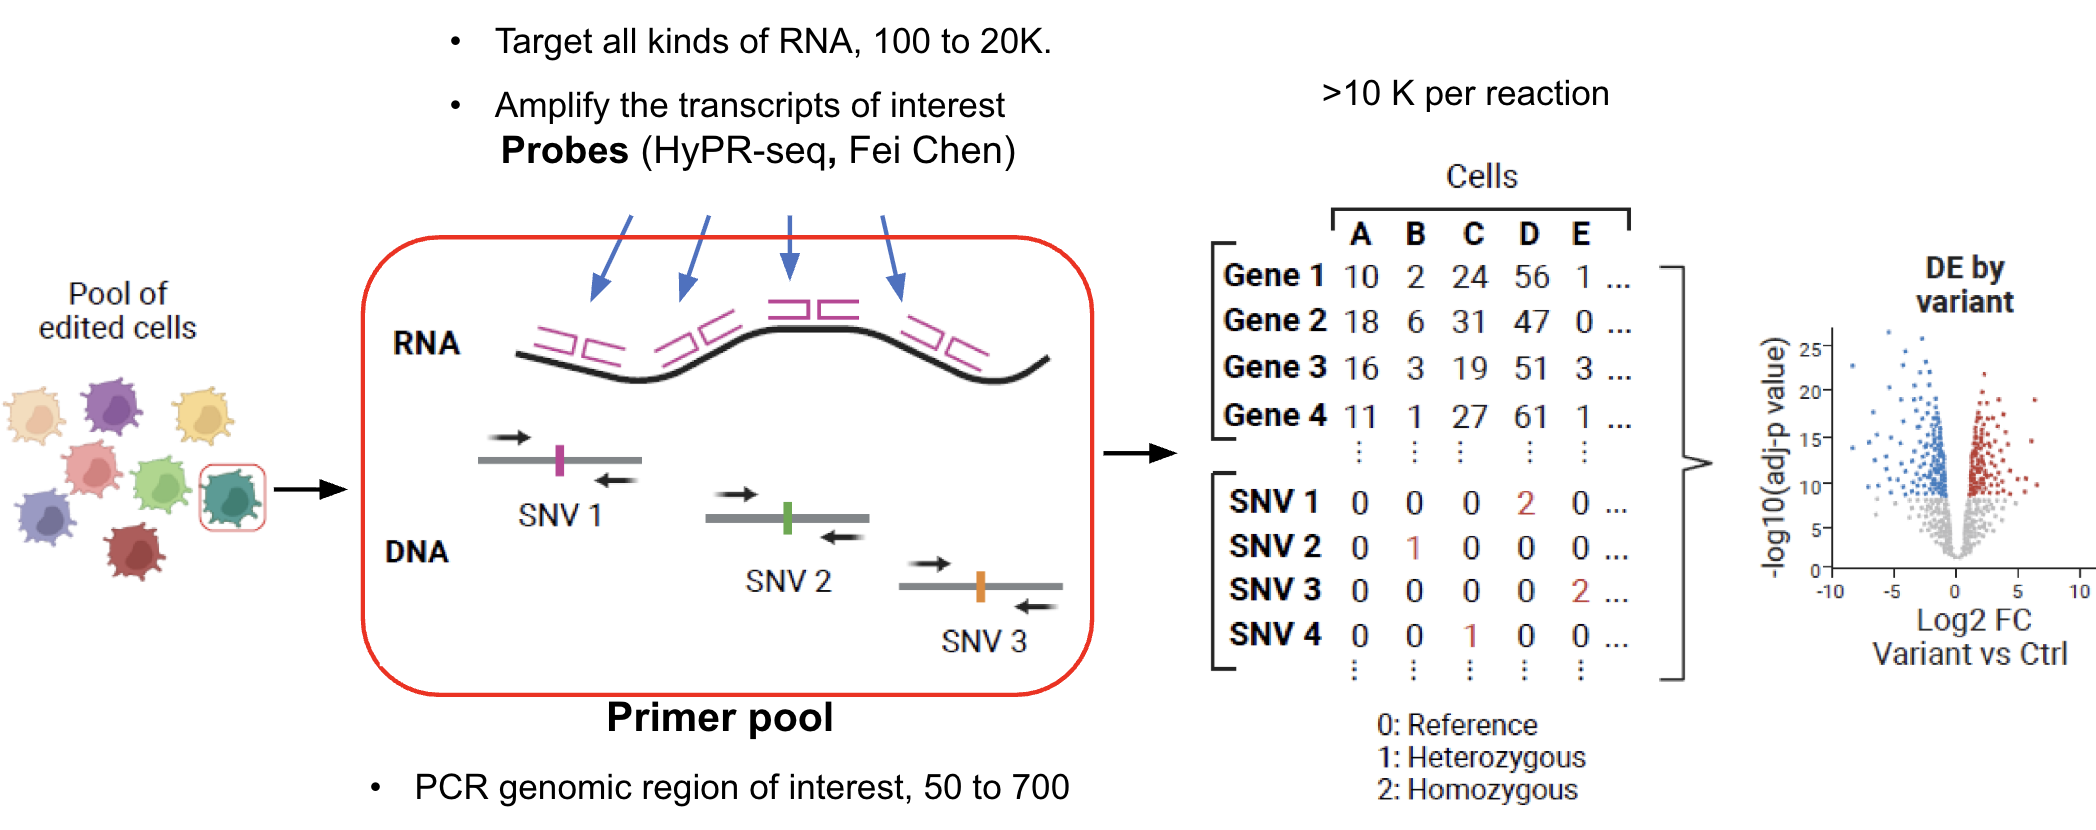 • Target all kinds of RNA, 100 to 20K.
• Amplify the transcripts of interest
Probes (HyPR-seq, Fei Chen)
Pool of
edited cells
RNA
DNA
SNV 1
SNV 2
SNV 3
Primer pool
• PCR genomic region of interest, 50 to 700
>10 K per reaction
Cells
A B C D E
Gene 1 10 2 24 56 1 ...
Gene 2 18 6 31 47 0 ...
Gene 3 16 3 19 51 3 ...
Gene 4 11 1 27 61 1 ...
SNV 1 0 0 0 2 0 ...
SNV 2 0 1 0 0 0 ...
SNV 3 0 0 0 0 2 ...
SNV 4 0 0 1 0 0 ...
0: Reference
1: Heterozygous
2: Homozygous
DE by
variant
-log10(adj-p value)
25
20
15
10
5
0
-10 -5 0 5 10
Log2 FC
Variant vs Ctrl